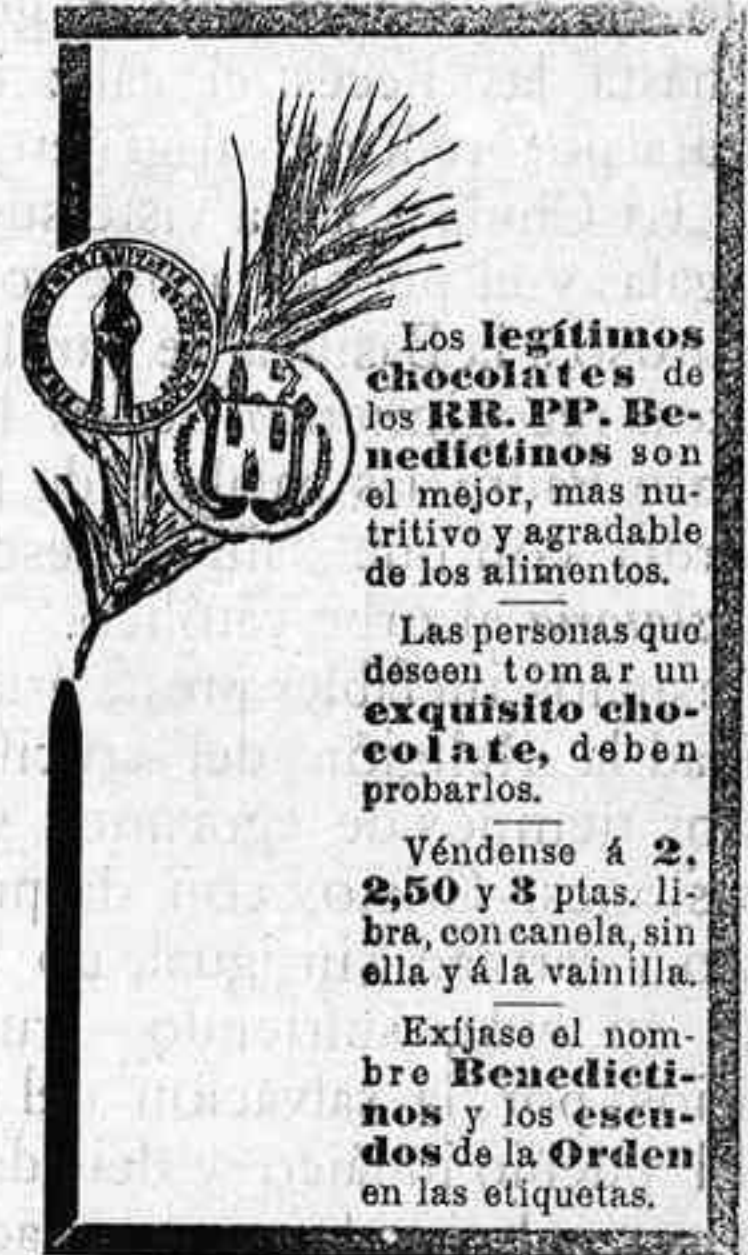 Los legítimos
chocolates de
los RR. PP. Be-
nedictinos son
el mejor, mas nu-
tritivo y agradable
de los alimentos.
Las personas que
deseen tomar un
exquisito cho-
colate, deben
probarlos.
Véndense á 2,
2,50 y 3 ptas. li-
bra, con canela, sin
ella y á la vainilla.
Exíjase el nom-
bre Benedicti-
nos y los escu-
dos de la Orden
en las etiquetas.